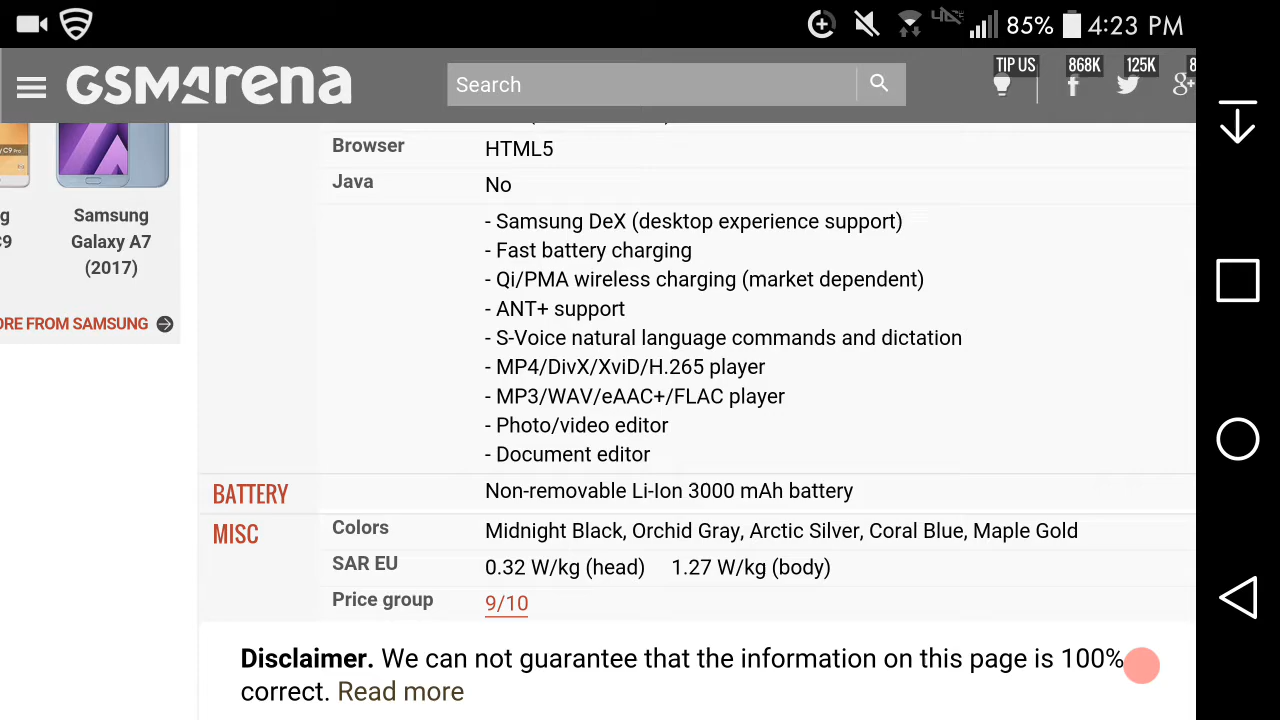 85% 4:23 PM
GSMArena
Search
TIP US 868K 125K 8
Browser HTML5
Java No
- Samsung DeX (desktop experience support)
- Fast battery charging
- Qi/PMA wireless charging (market dependent)
- ANT+ support
- S-Voice natural language commands and dictation
- MP4/DivX/XviD/H.265 player
- MP3/WAV/eAAC+/FLAC player
- Photo/video editor
- Document editor
g
C9
Samsung
Galaxy A7
(2017)
ORE FROM SAMSUNG
BATTERY Non-removable Li-Ion 3000 mAh battery
MISC Colors Midnight Black, Orchid Gray, Arctic Silver, Coral Blue, Maple Gold
SAR EU 0.32 W/kg (head) 1.27 W/kg (body)
Price group 9/10
Disclaimer. We can not guarantee that the information on this page is 100%
correct. Read more